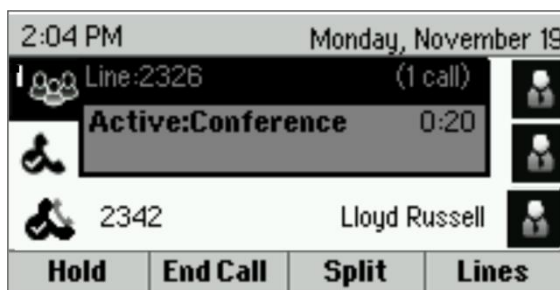 2:04 PM Monday, November 19
Line:2326 (1 call)
Active:Conference 0:20
2342 Lloyd Russell
Hold End Call Split Lines